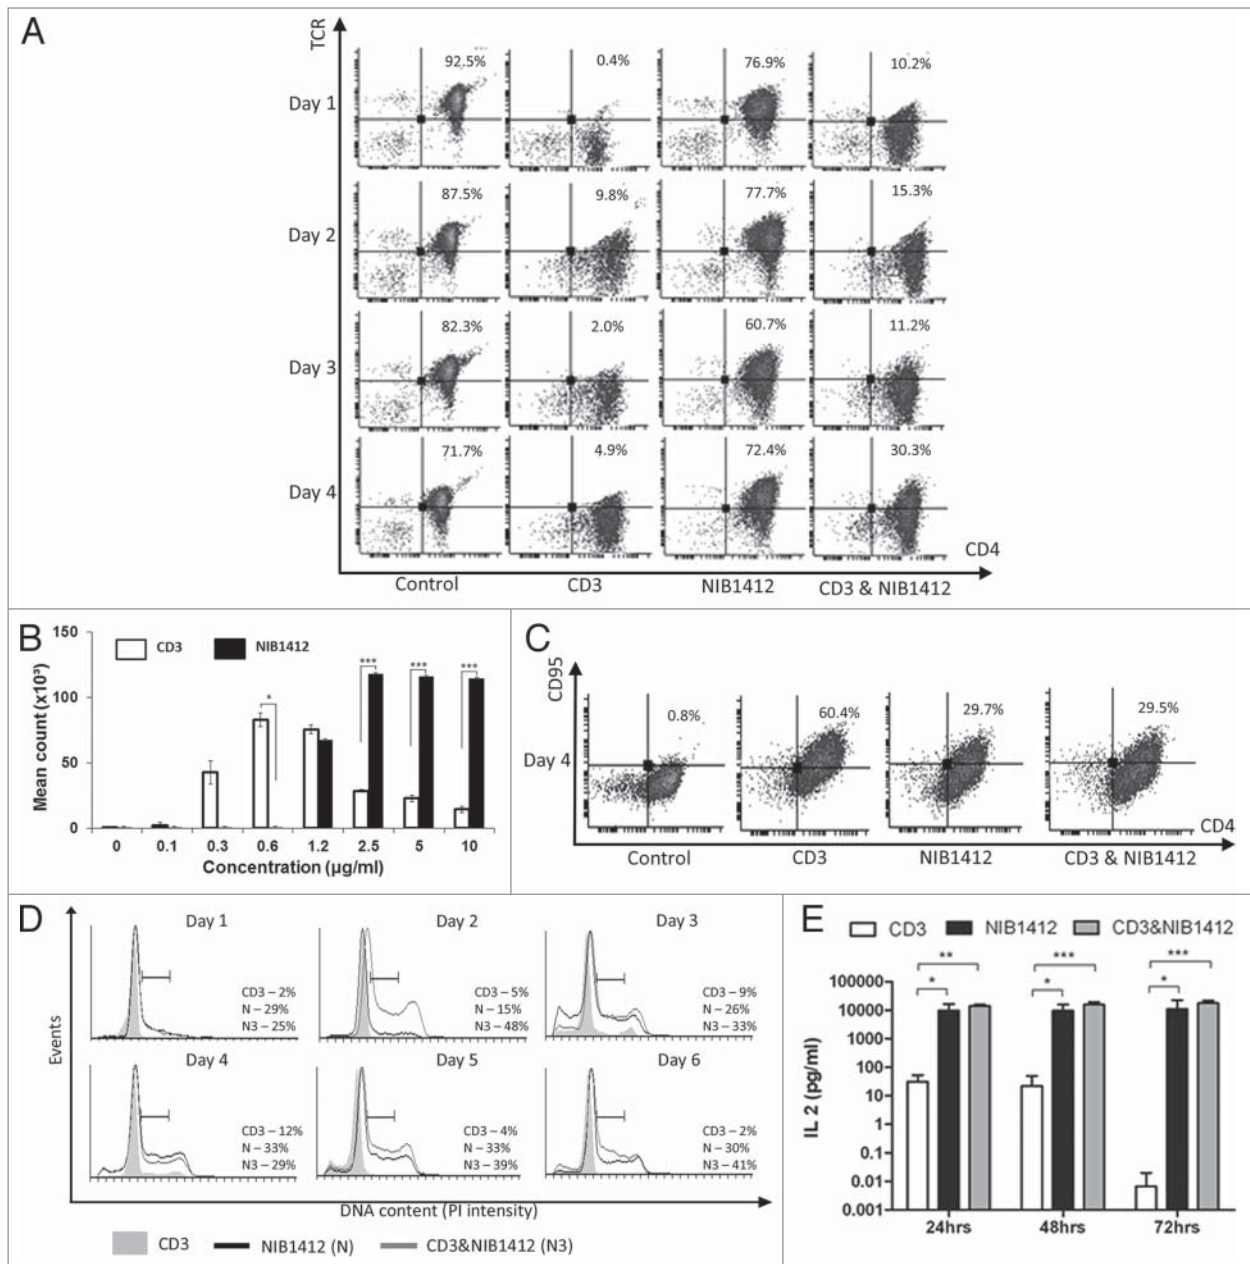 A
TCR
92.5% 0.4% 76.9% 10.2%
Day 1
87.5% 9.8% 77.7% 15.3%
Day 2
82.3% 2.0% 60.7% 11.2%
Day 3
71.7% 4.9% 72.4% 30.3%
Day 4
CD4
Control CD3 NIB1412 CD3 & NIB1412
B
150
CD3 NIB1412
*** *** ***
100
*
50
0
Mean count (x10³)
0 0.1 0.3 0.6 1.2 2.5 5 10
Concentration (µg/ml)
C
CD95
0.8% 60.4% 29.7% 29.5%
Day 4
CD4
Control CD3 NIB1412 CD3 & NIB1412
D
Events
Day 1
CD3 – 2%
N – 29%
N3 – 25%
Day 2
CD3 – 5%
N – 15%
N3 – 48%
Day 3
CD3 – 9%
N – 26%
N3 – 33%
Day 4
CD3 – 12%
N – 33%
N3 – 29%
Day 5
CD3 – 4%
N – 33%
N3 – 39%
Day 6
CD3 – 2%
N – 30%
N3 – 41%
DNA content (PI intensity)
CD3 NIB1412 (N) CD3&NIB1412 (N3)
E
CD3 NIB1412 CD3&NIB1412
** *** ***
* * *
100000
10000
1000
100
10
1
0.1
0.01
0.001
IL 2 (pg/ml)
24hrs 48hrs 72hrs